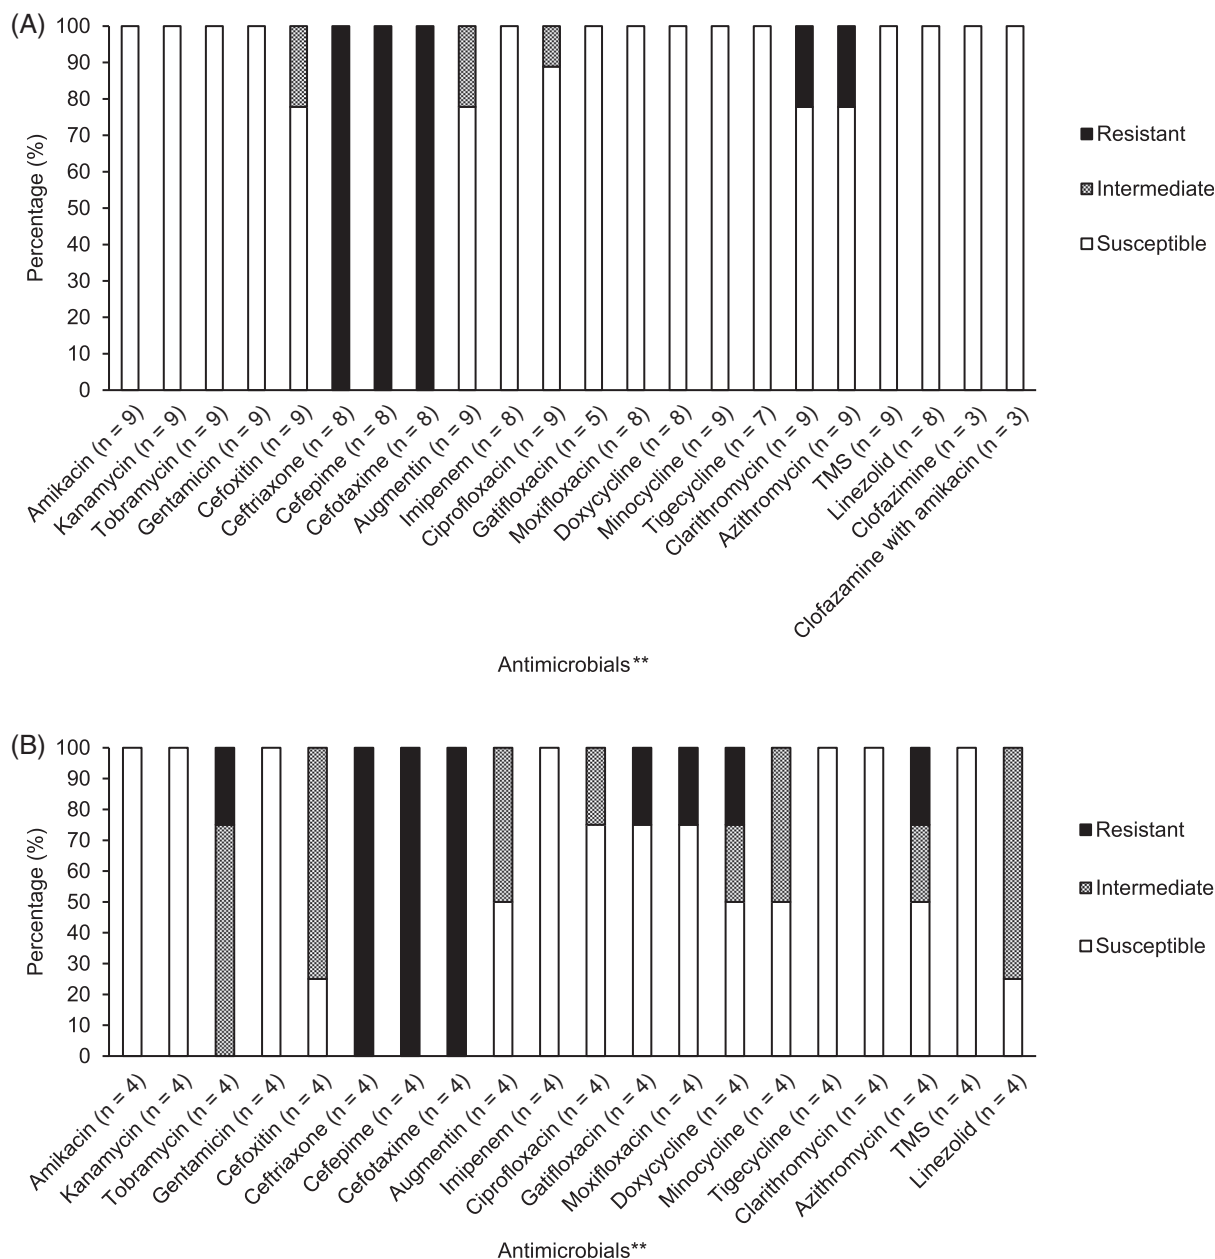 (A)
100
90
80
70
60
50
40
30
20
10
0
Percentage (%)
Resistant
Intermediate
Susceptible
Amikacin (n = 9)
Kanamycin (n = 9)
Tobramycin (n = 9)
Gentamicin (n = 9)
Cefoxitin (n = 9)
Ceftriaxone (n = 8)
Cefepime (n = 8)
Cefotaxime (n = 8)
Augmentin (n = 9)
Imipenem (n = 8)
Ciprofloxacin (n = 9)
Gatifloxacin (n = 5)
Moxifloxacin (n = 8)
Doxycycline (n = 8)
Minocycline (n = 9)
Tigecycline (n = 7)
Clarithromycin (n = 9)
Azithromycin (n = 9)
TMS (n = 9)
Linezolid (n = 8)
Clofazimine (n = 3)
Clofazamine with amikacin (n = 3)
Antimicrobials**
(B)
100
90
80
70
60
50
40
30
20
10
0
Percentage (%)
Resistant
Intermediate
Susceptible
Amikacin (n = 4)
Kanamycin (n = 4)
Tobramycin (n = 4)
Gentamicin (n = 4)
Cefoxitin (n = 4)
Ceftriaxone (n = 4)
Cefepime (n = 4)
Cefotaxime (n = 4)
Augmentin (n = 4)
Imipenem (n = 4)
Ciprofloxacin (n = 4)
Gatifloxacin (n = 4)
Moxifloxacin (n = 4)
Doxycycline (n = 4)
Minocycline (n = 4)
Tigecycline (n = 4)
Clarithromycin (n = 4)
Azithromycin (n = 4)
TMS (n = 4)
Linezolid (n = 4)
Antimicrobials**